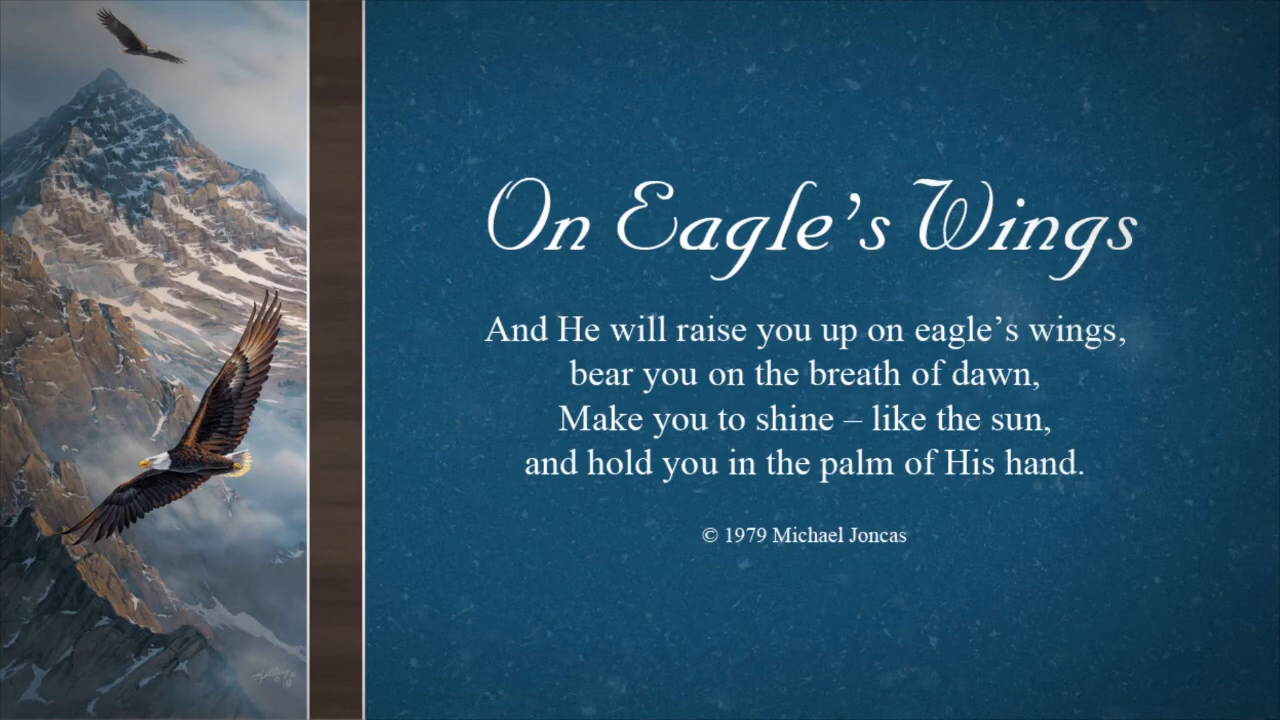 On Eagle’s Wings
And He will raise you up on eagle’s wings,
bear you on the breath of dawn,
Make you to shine – like the sun,
and hold you in the palm of His hand.
© 1979 Michael Joncas